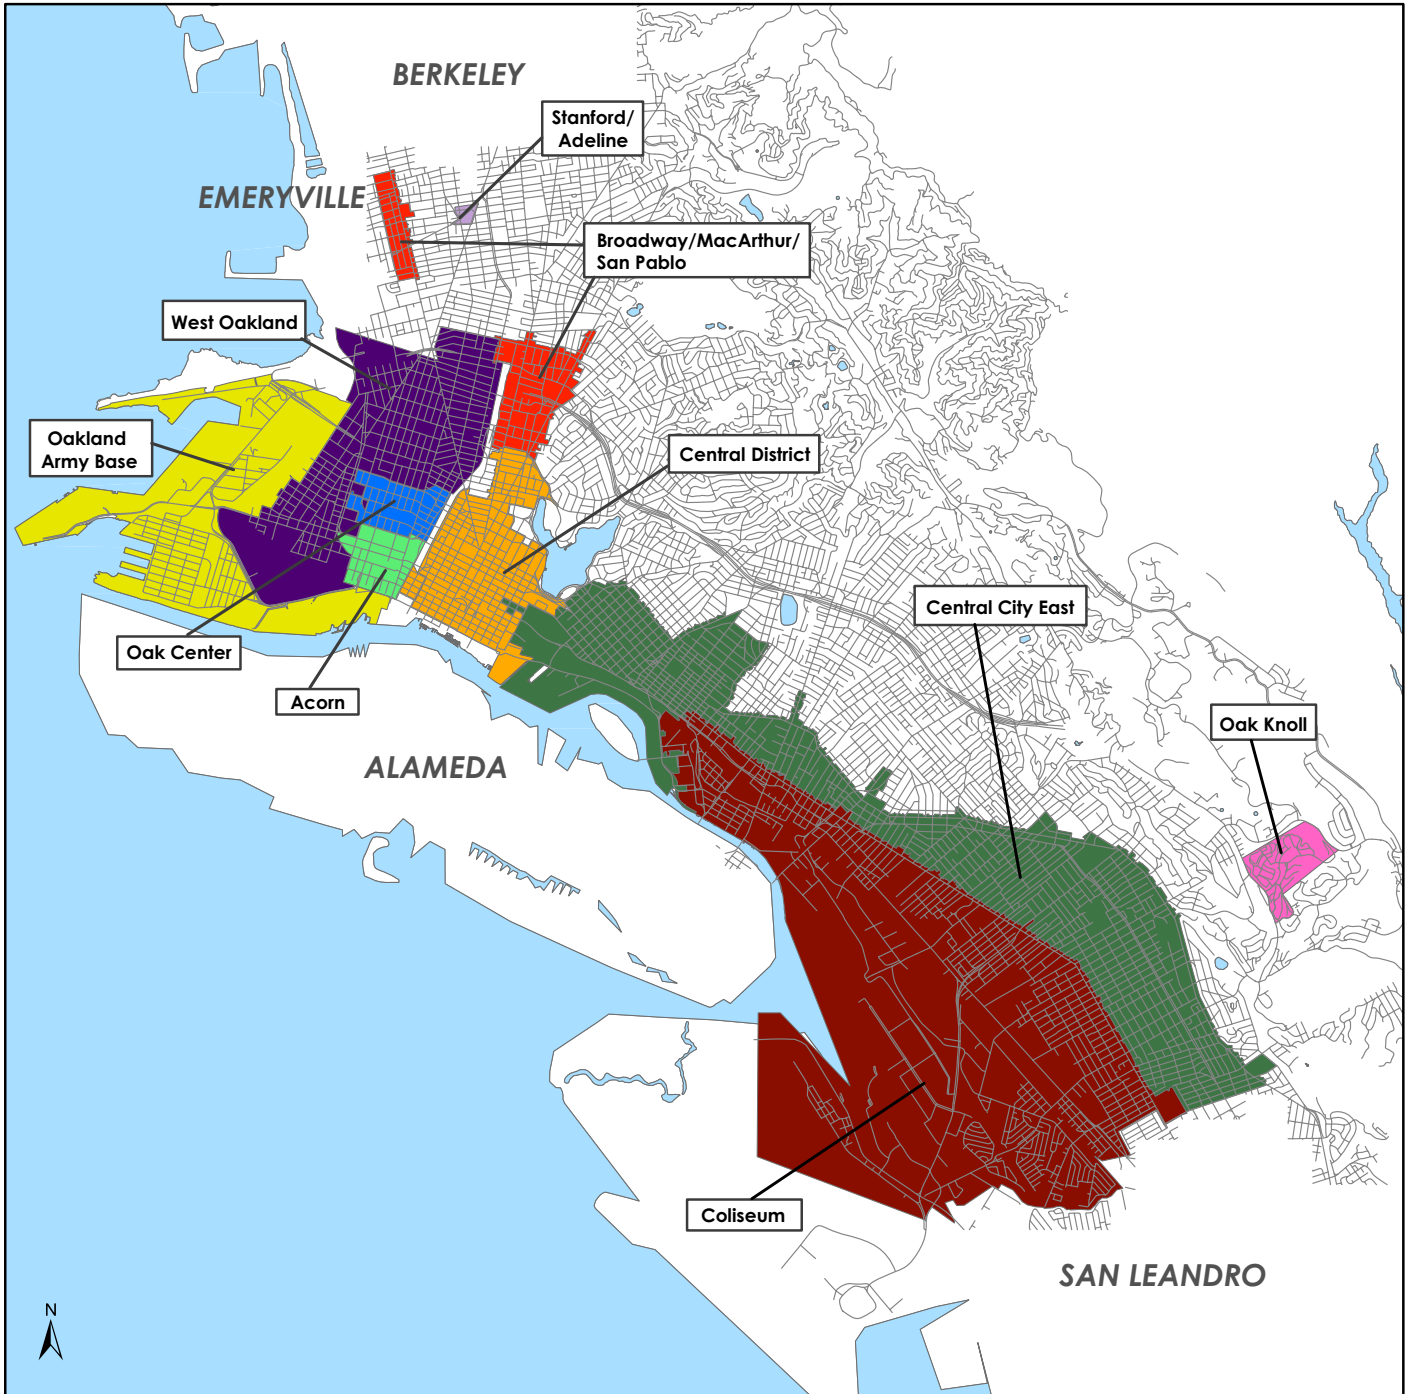 BERKELEY
Stanford/
Adeline
EMERYVILLE
Broadway/MacArthur/
San Pablo
West Oakland
Oakland
Army Base
Central District
Central City East
Oak Center
Acorn
Oak Knoll
ALAMEDA
Coliseum
SAN LEANDRO
N